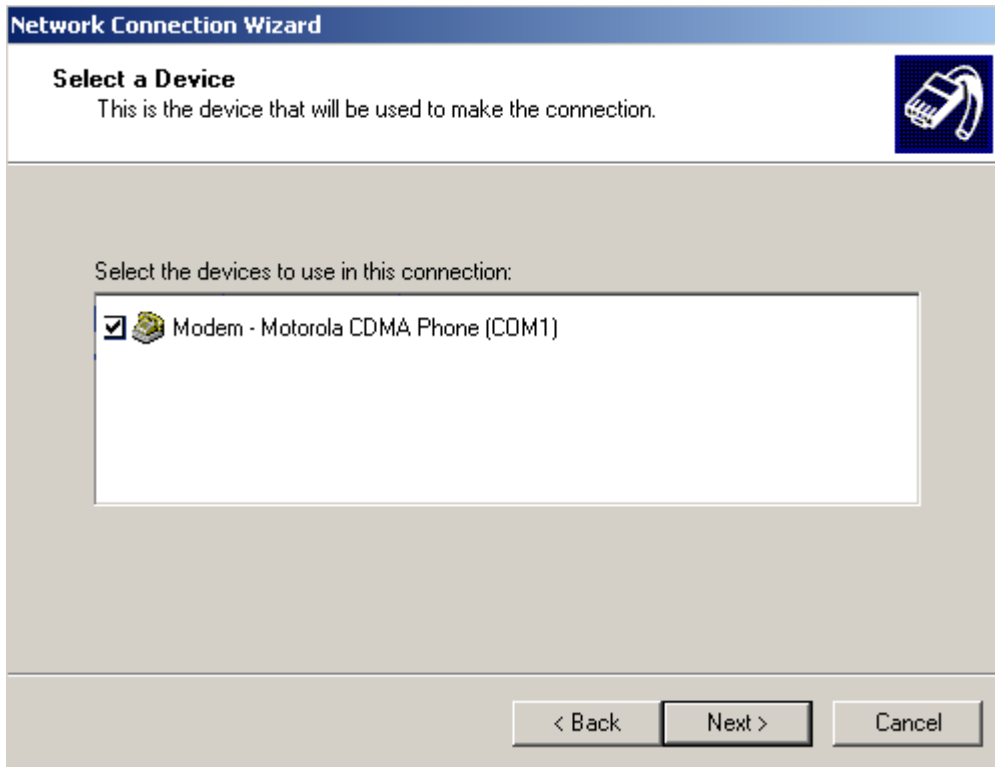 Network Connection Wizard
Select a Device
This is the device that will be used to make the connection.
Select the devices to use in this connection:
Modem - Motorola CDMA Phone (COM1)
< Back Next > Cancel